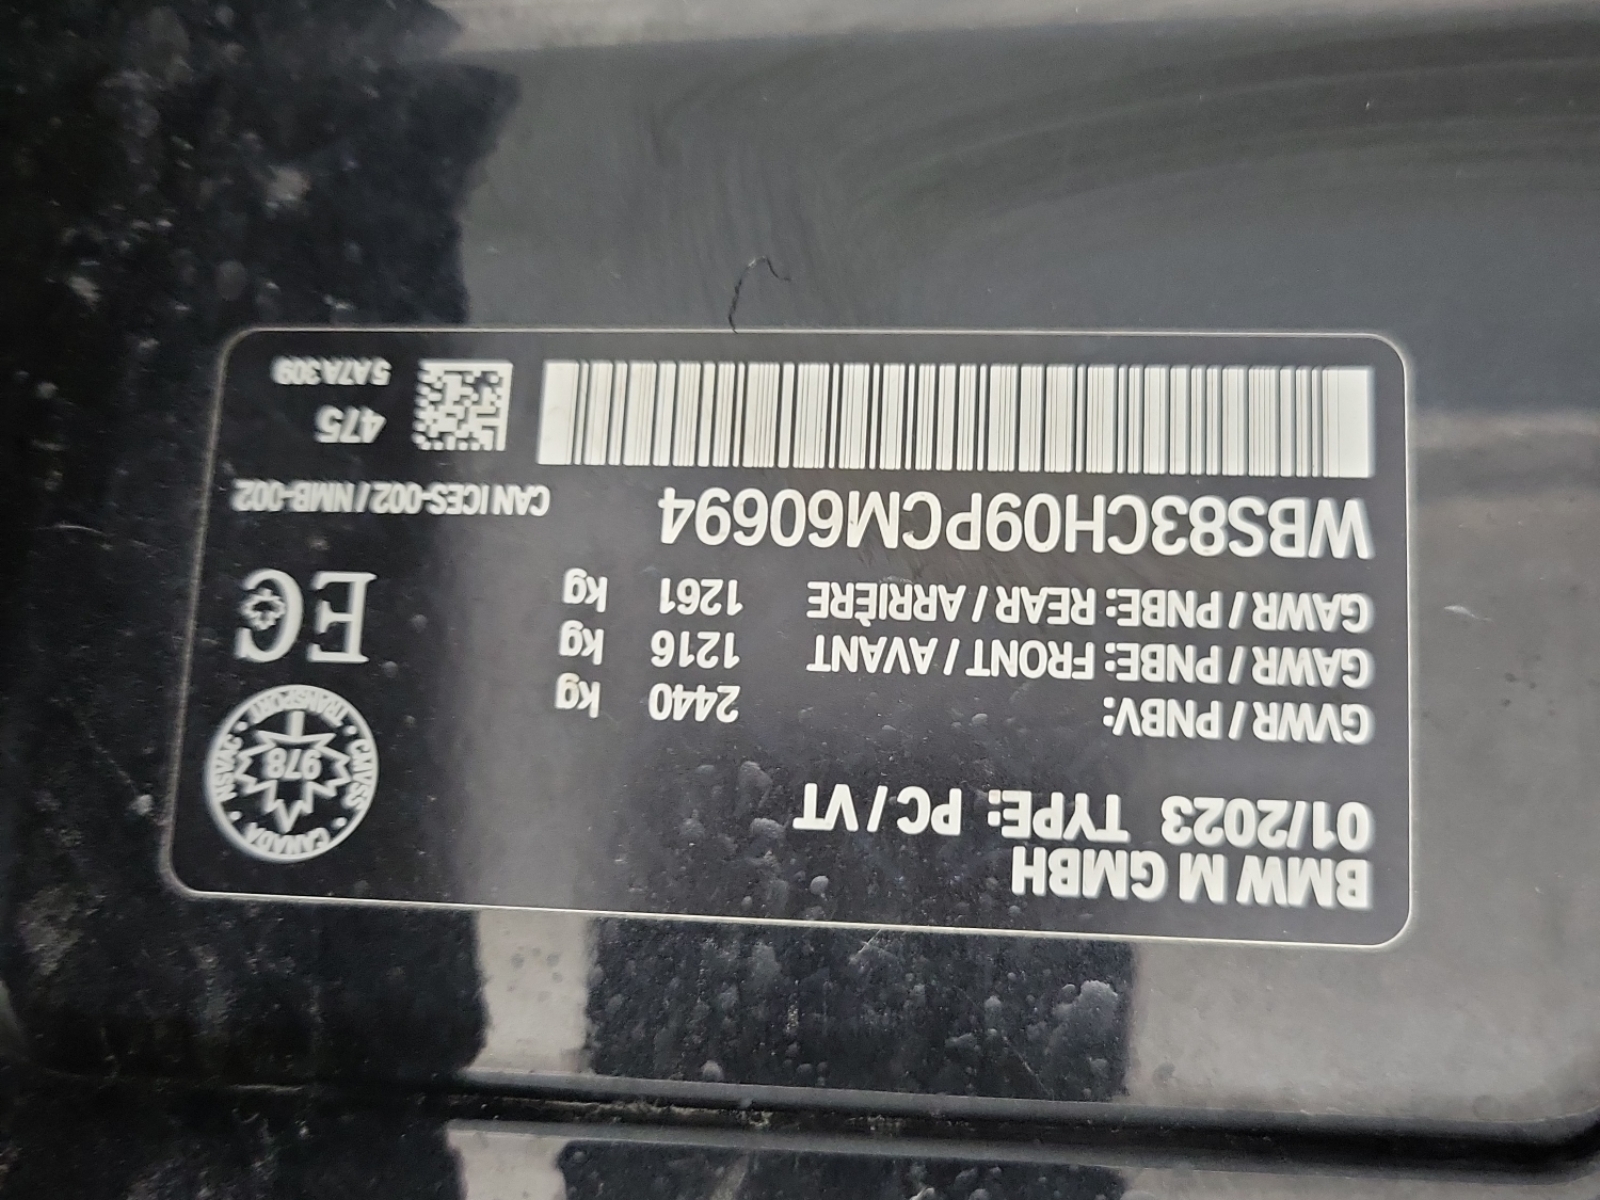 BMW M GMBH
01/2023 TYPE: PC / VT
GVWR / PNBV: 2440 kg
GAWR / PNBE: FRONT / AVANT 1216 kg
GAWR / PNBE: REAR / ARRIÈRE 1261 kg
WBS83CH09PCM60694
CANADA • CMVSS • TRANSPORT • NSVAC •
978
EC
CAN ICES-002 / NMB-002
475
5A7A309